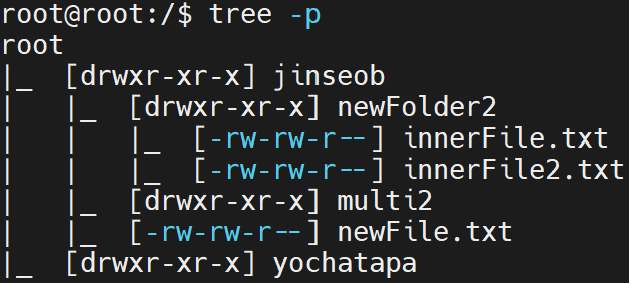 root@root:/$ tree -p
root
|_  [drwxr-xr-x] jinseob
|   |_  [drwxr-xr-x] newFolder2
|   |   |_  [-rw-rw-r--] innerFile.txt
|   |   |_  [-rw-rw-r--] innerFile2.txt
|   |_  [drwxr-xr-x] multi2
|   |_  [-rw-rw-r--] newFile.txt
|_  [drwxr-xr-x] yochatapa